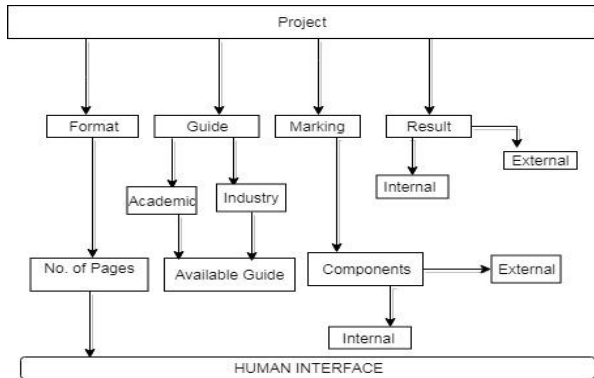 Project
Format
Guide
Marking
Result
External
Internal
Academic
Industry
No. of Pages
Available Guide
Components
External
Internal
HUMAN INTERFACE